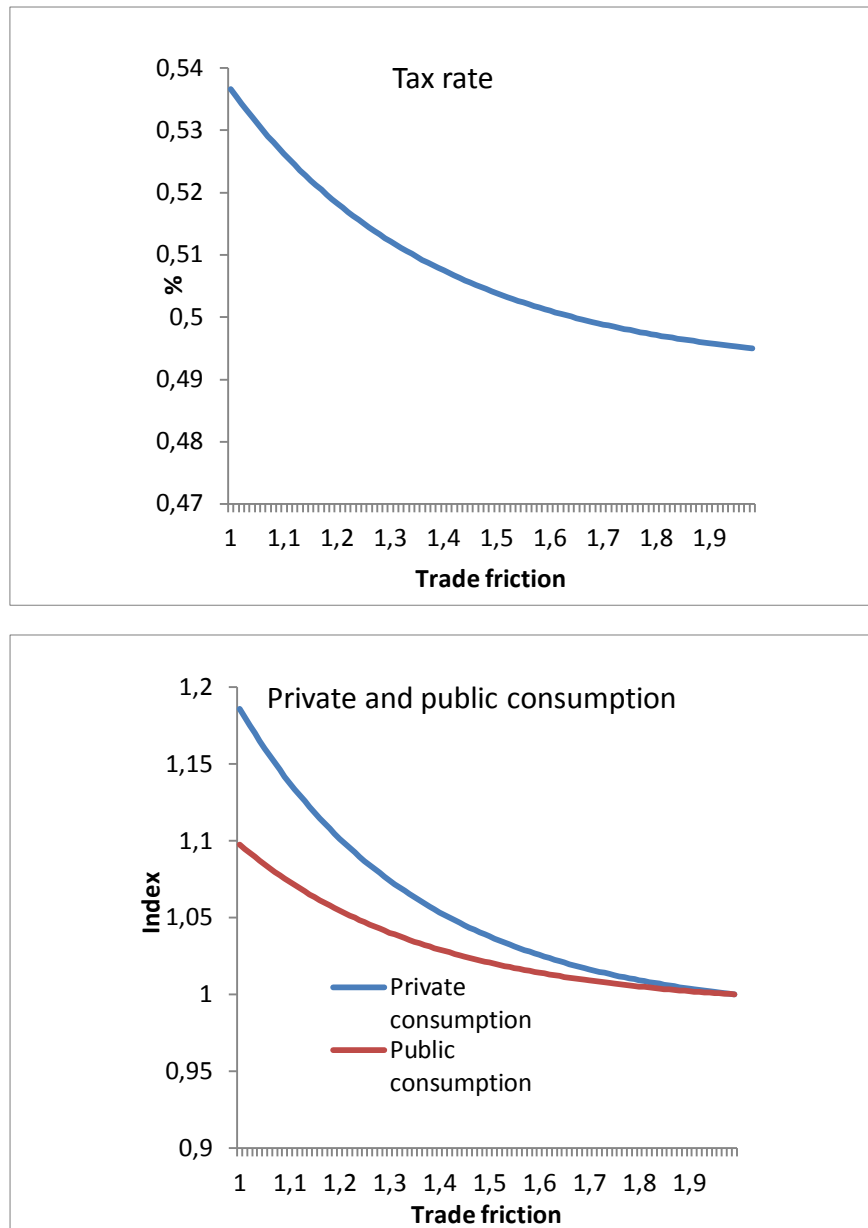 Tax rate
0,54
0,53
0,52
0,51
0,5
0,49
0,48
0,47
%
1 1,1 1,2 1,3 1,4 1,5 1,6 1,7 1,8 1,9
Trade friction
Private and public consumption
1,2
1,15
1,1
1,05
1
0,95
0,9
Index
Private
consumption
Public
consumption
1 1,1 1,2 1,3 1,4 1,5 1,6 1,7 1,8 1,9
Trade friction